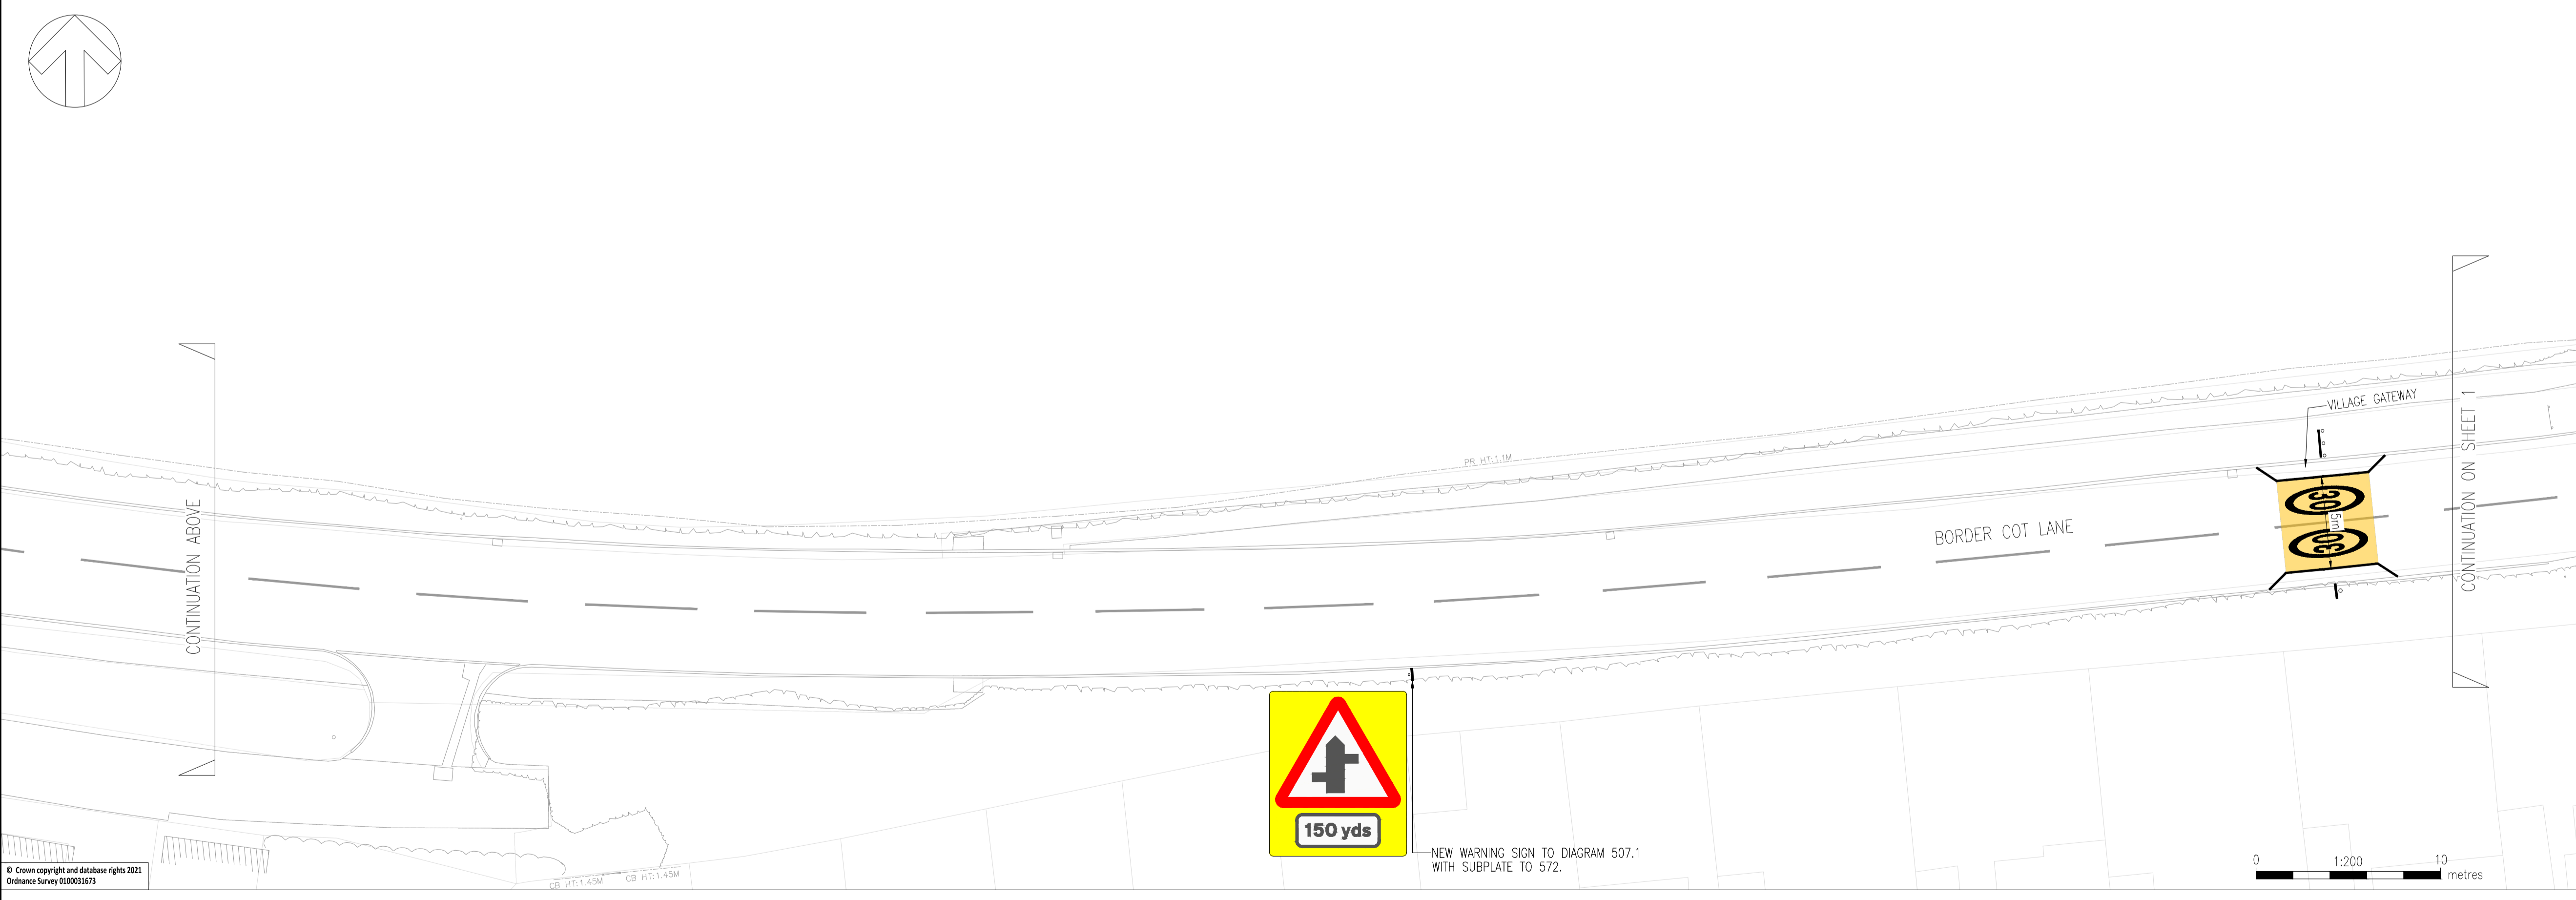 VILLAGE GATEWAY
CONTINUATION ON SHEET 1
PR HT:1.1M
30
5m
30
BORDER COT LANE
CONTINUATION ABOVE
150 yds
NEW WARNING SIGN TO DIAGRAM 507.1
WITH SUBPLATE TO 572.
0 1:200 10
metres
CB HT:1.45M CB HT:1.45M
© Crown copyright and database rights 2021
Ordnance Survey 0100031673